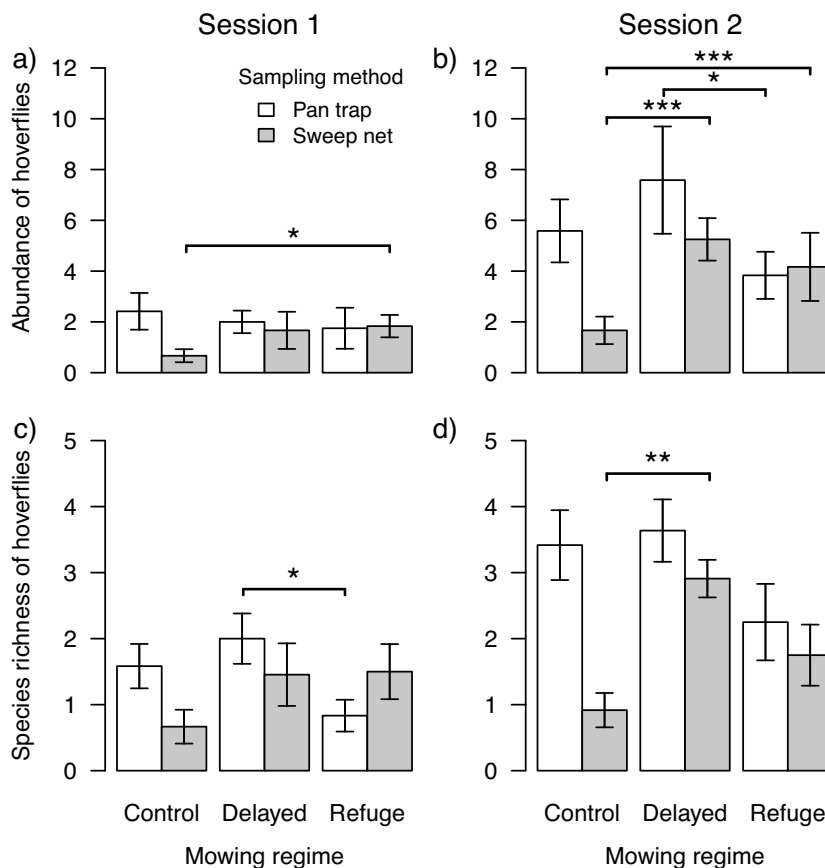 Session 1
Session 2
a)
b)
Abundance of hoverflies
12
10
8
6
4
2
0
Sampling method
Pan trap
Sweep net
*
12
10
8
6
4
2
0
***
*
***
c)
d)
Species richness of hoverflies
5
4
3
2
1
0
*
Control Delayed Refuge
Mowing regime
5
4
3
2
1
0
**
Control Delayed Refuge
Mowing regime